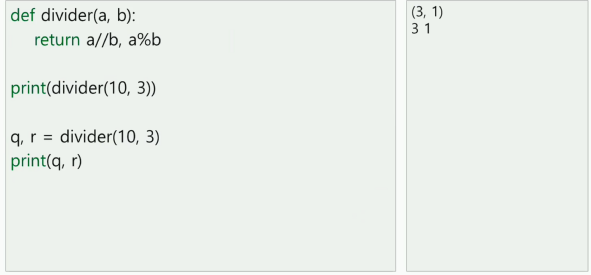 def divider(a, b):
    return a//b, a%b
print(divider(10, 3))
q, r = divider(10, 3)
print(q, r)
(3, 1)
3 1